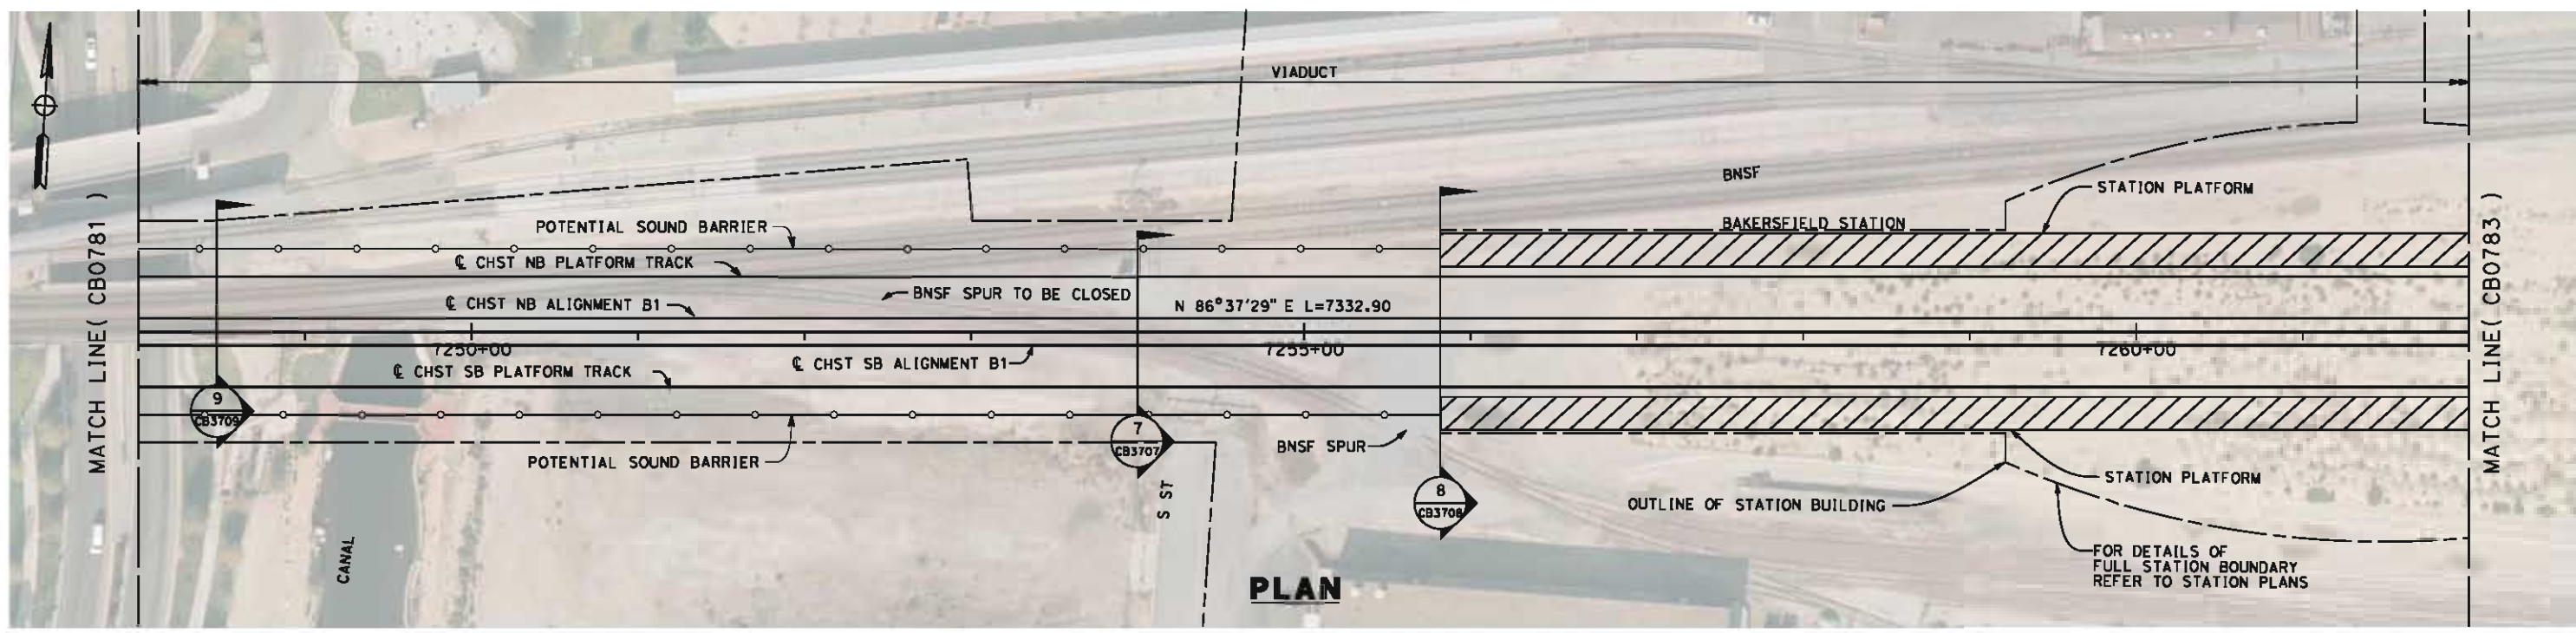 VIADUCT
BNSF
STATION PLATFORM
MATCH LINE( CB0781 )
POTENTIAL SOUND BARRIER
BAKERSFIELD STATION
MATCH LINE( CB0783 )
℄ CHST NB PLATFORM TRACK
BNSF SPUR TO BE CLOSED
℄ CHST NB ALIGNMENT B1
N 86°37'29" E L=7332.90
7250+00
7255+00
7260+00
℄ CHST SB ALIGNMENT B1
℄ CHST SB PLATFORM TRACK
9
CB3709
7
CB3707
BNSF SPUR
POTENTIAL SOUND BARRIER
STATION PLATFORM
8
CB3708
OUTLINE OF STATION BUILDING
S ST
CANAL
FOR DETAILS OF
FULL STATION BOUNDARY
REFER TO STATION PLANS
PLAN